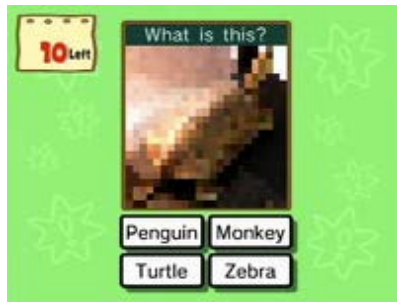 What is this?
10 Left
Penguin
Monkey
Turtle
Zebra